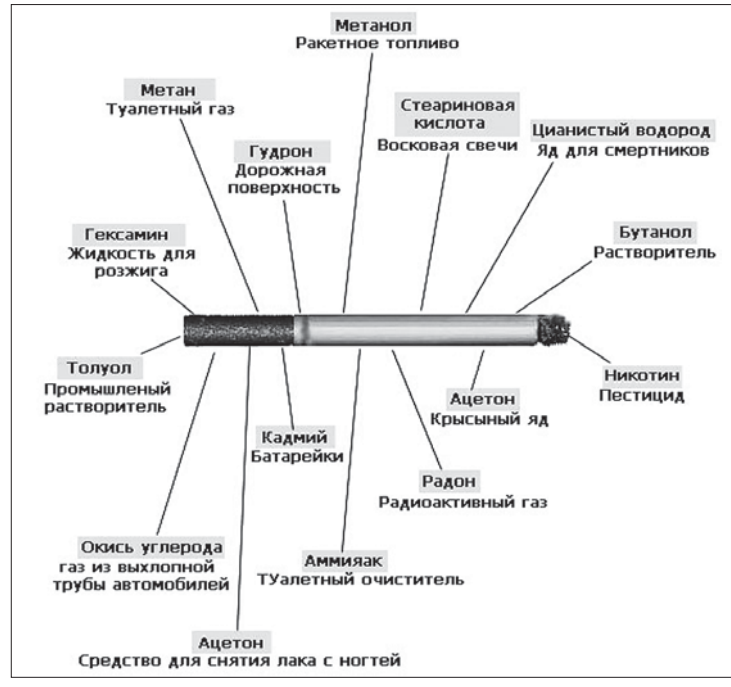 Метанол
Ракетное топливо
Метан
Туалетный газ
Стеариновая
кислота
Восковая свечи
Цианистый водород
Яд для смертников
Гудрон
Дорожная
поверхность
Гексамин
Жидкость для
розжига
Бутанол
Растворитель
Толуол
Промышленый
растворитель
Никотин
Пестицид
Ацетон
Крысыный яд
Кадмий
Батарейки
Радон
Радиоактивный газ
Окись углерода
газ из выхлопной
трубы автомобилей
Аммияак
ТУалетный очиститель
Ацетон
Средство для снятия лака с ногтей